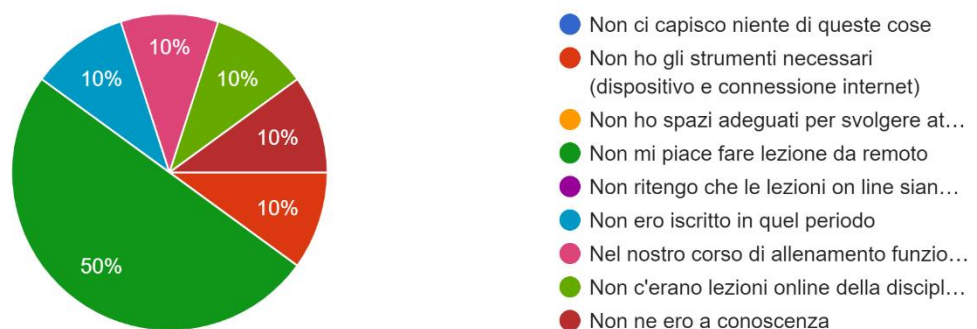 10%
10%
10%
10%
10%
50%
Non ci capisco niente di queste cose
Non ho gli strumenti necessari
(dispositivo e connessione internet)
Non ho spazi adeguati per svolgere at…
Non mi piace fare lezione da remoto
Non ritengo che le lezioni on line sian…
Non ero iscritto in quel periodo
Nel nostro corso di allenamento funzio…
Non c'erano lezioni online della discipl…
Non ne ero a conoscenza